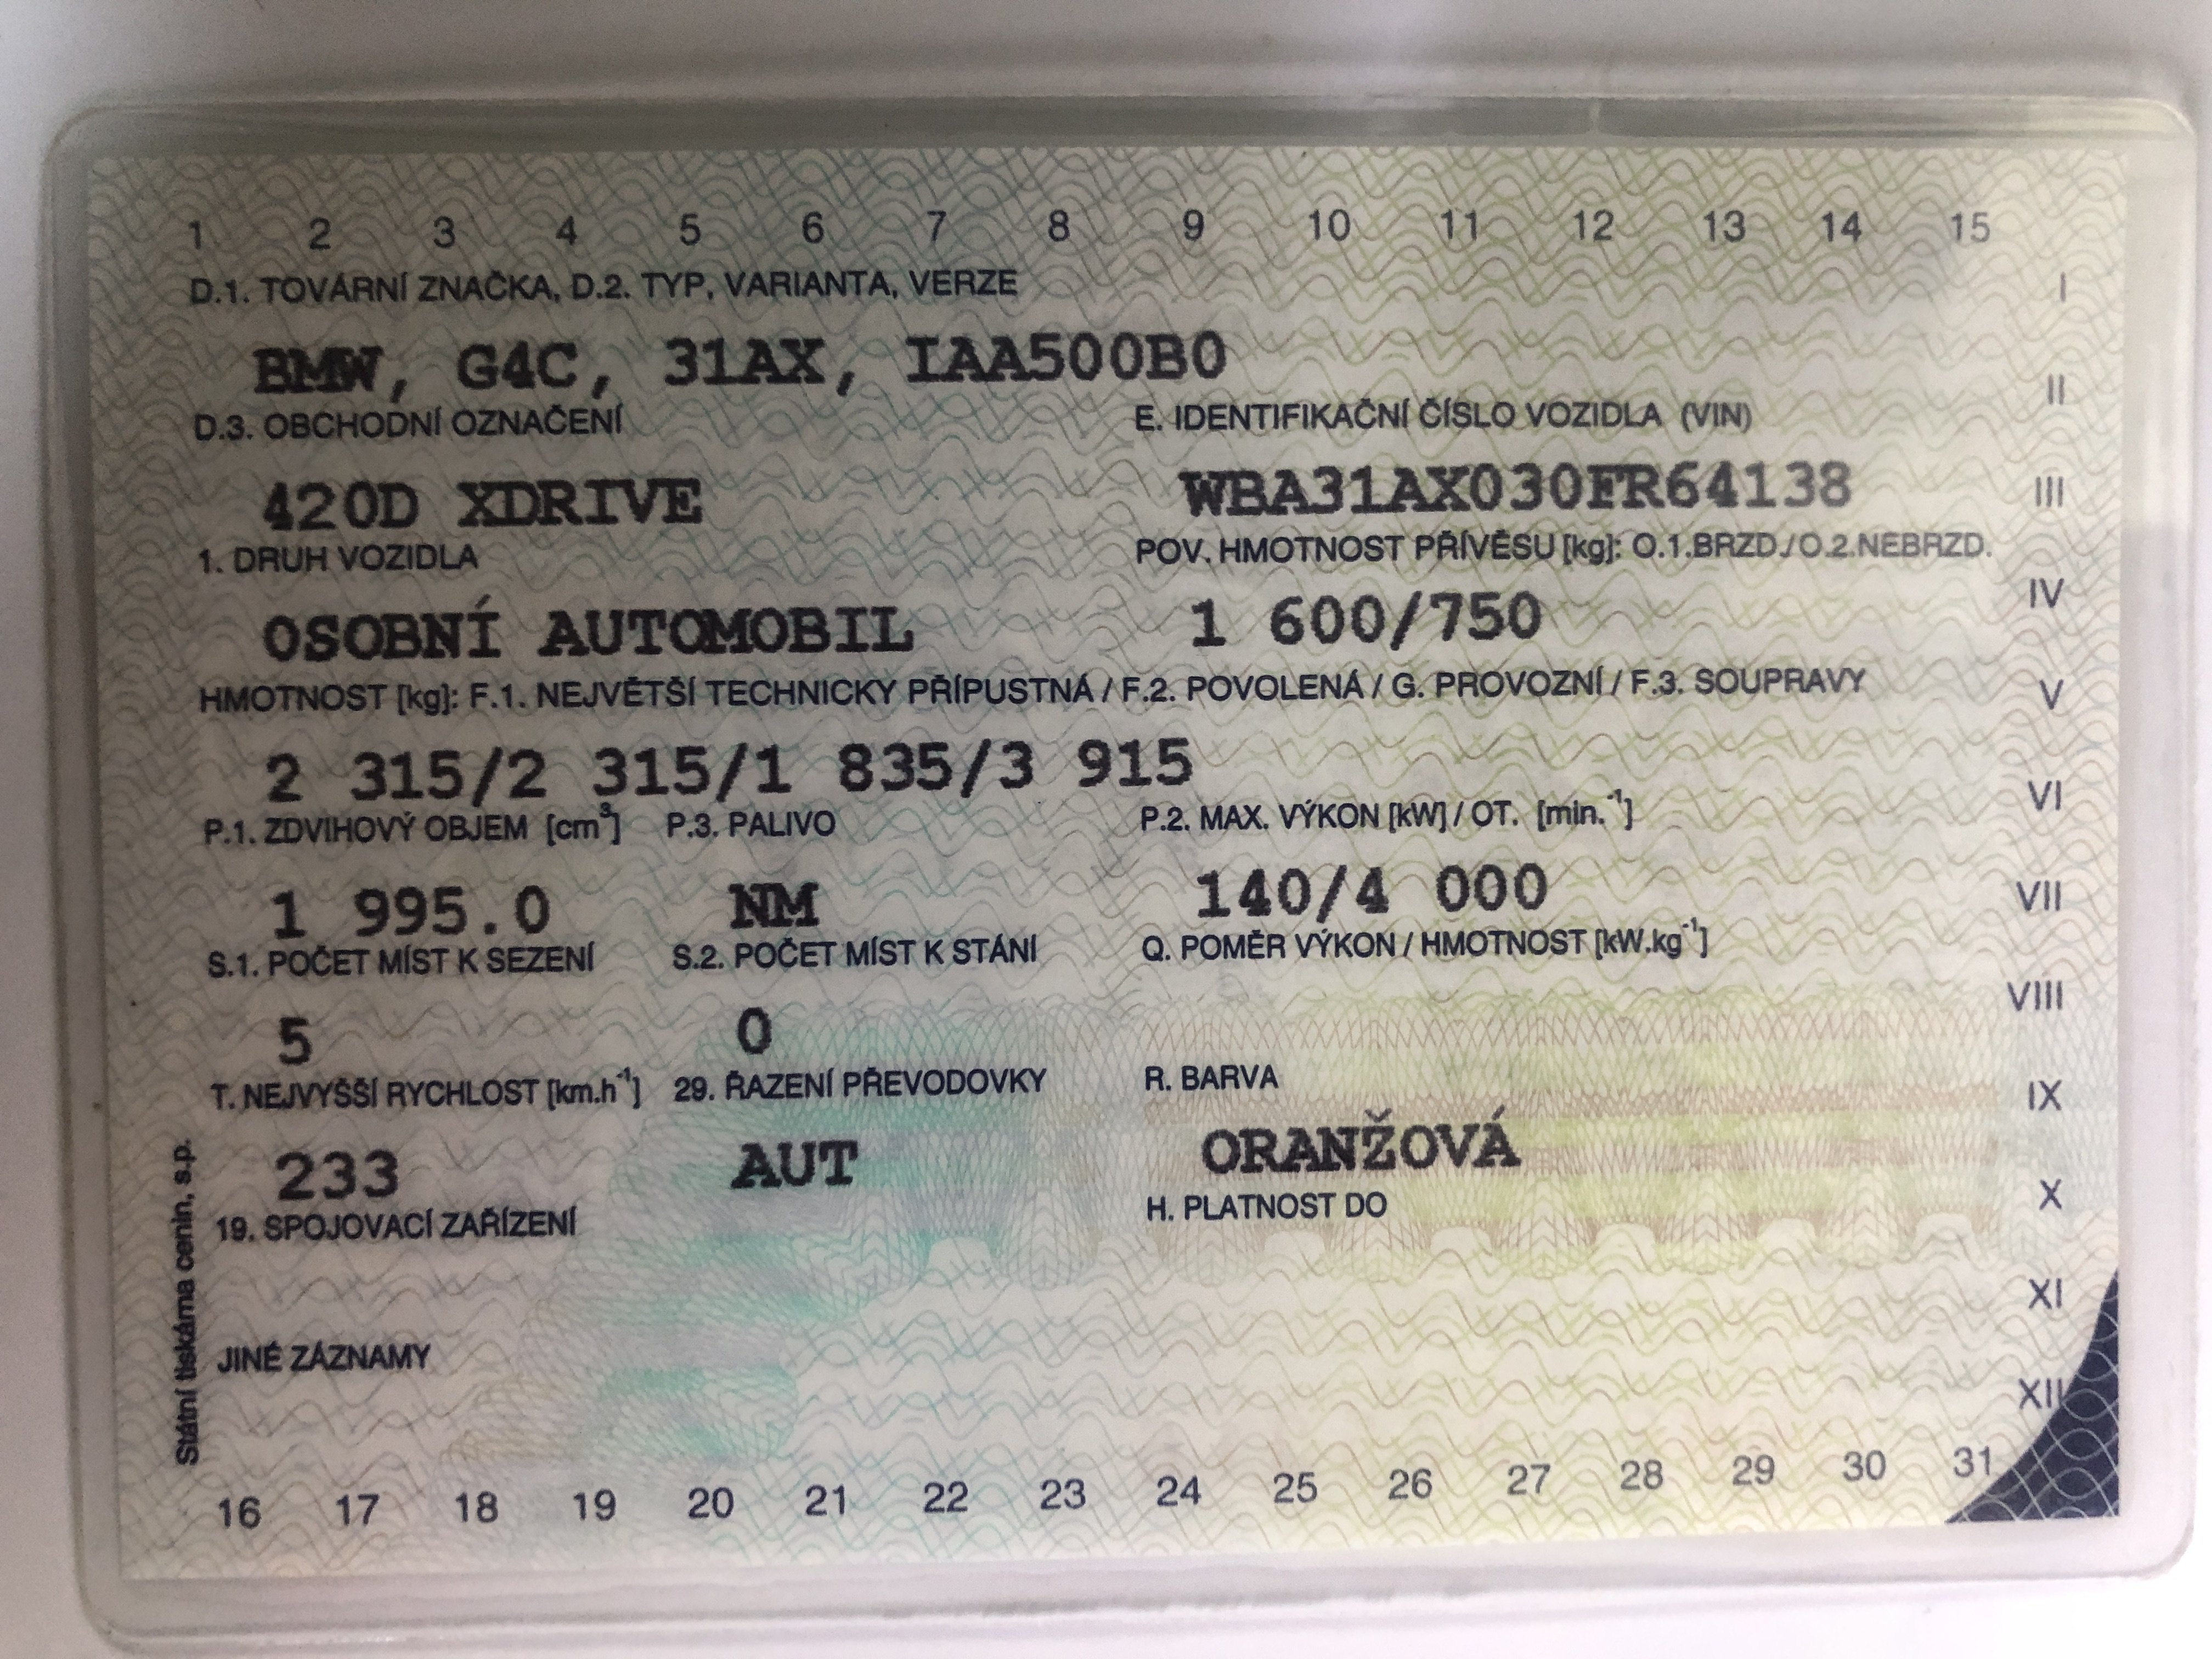 1 2 3 4 5 6 7 8 9 10 11 12 13 14 15
D.1. TOVÁRNÍ ZNAČKA, D.2. TYP, VARIANTA, VERZE
I
BMW, G4C, 31AX, IAA500B0
II
D.3. OBCHODNÍ OZNAČENÍ E. IDENTIFIKAČNÍ ČÍSLO VOZIDLA (VIN)
420D XDRIVE WBA31AX030FR64138
III
1. DRUH VOZIDLA POV. HMOTNOST PŘÍVĚSU [kg]: O.1.BRZD./O.2.NEBRZD.
IV
OSOBNÍ AUTOMOBIL 1 600/750
HMOTNOST [kg]: F.1. NEJVĚTŠÍ TECHNICKY PŘÍPUSTNÁ / F.2. POVOLENÁ / G. PROVOZNÍ / F.3. SOUPRAVY
V
2 315/2 315/1 835/3 915
VI
P.1. ZDVIHOVÝ OBJEM [cm³] P.3. PALIVO P.2. MAX. VÝKON [kW] / OT. [min.⁻¹]
1 995.0 NM 140/4 000
VII
S.1. POČET MÍST K SEZENÍ S.2. POČET MÍST K STÁNÍ Q. POMĚR VÝKON / HMOTNOST [kW.kg⁻¹]
VIII
5 0
T. NEJVYŠŠÍ RYCHLOST [km.h⁻¹] 29. ŘAZENÍ PŘEVODOVKY R. BARVA
IX
233 AUT ORANŽOVÁ
X
19. SPOJOVACÍ ZAŘÍZENÍ H. PLATNOST DO
XI
JINÉ ZÁZNAMY
XII
16 17 18 19 20 21 22 23 24 25 26 27 28 29 30 31
Státní tiskárna cenin, s.p.